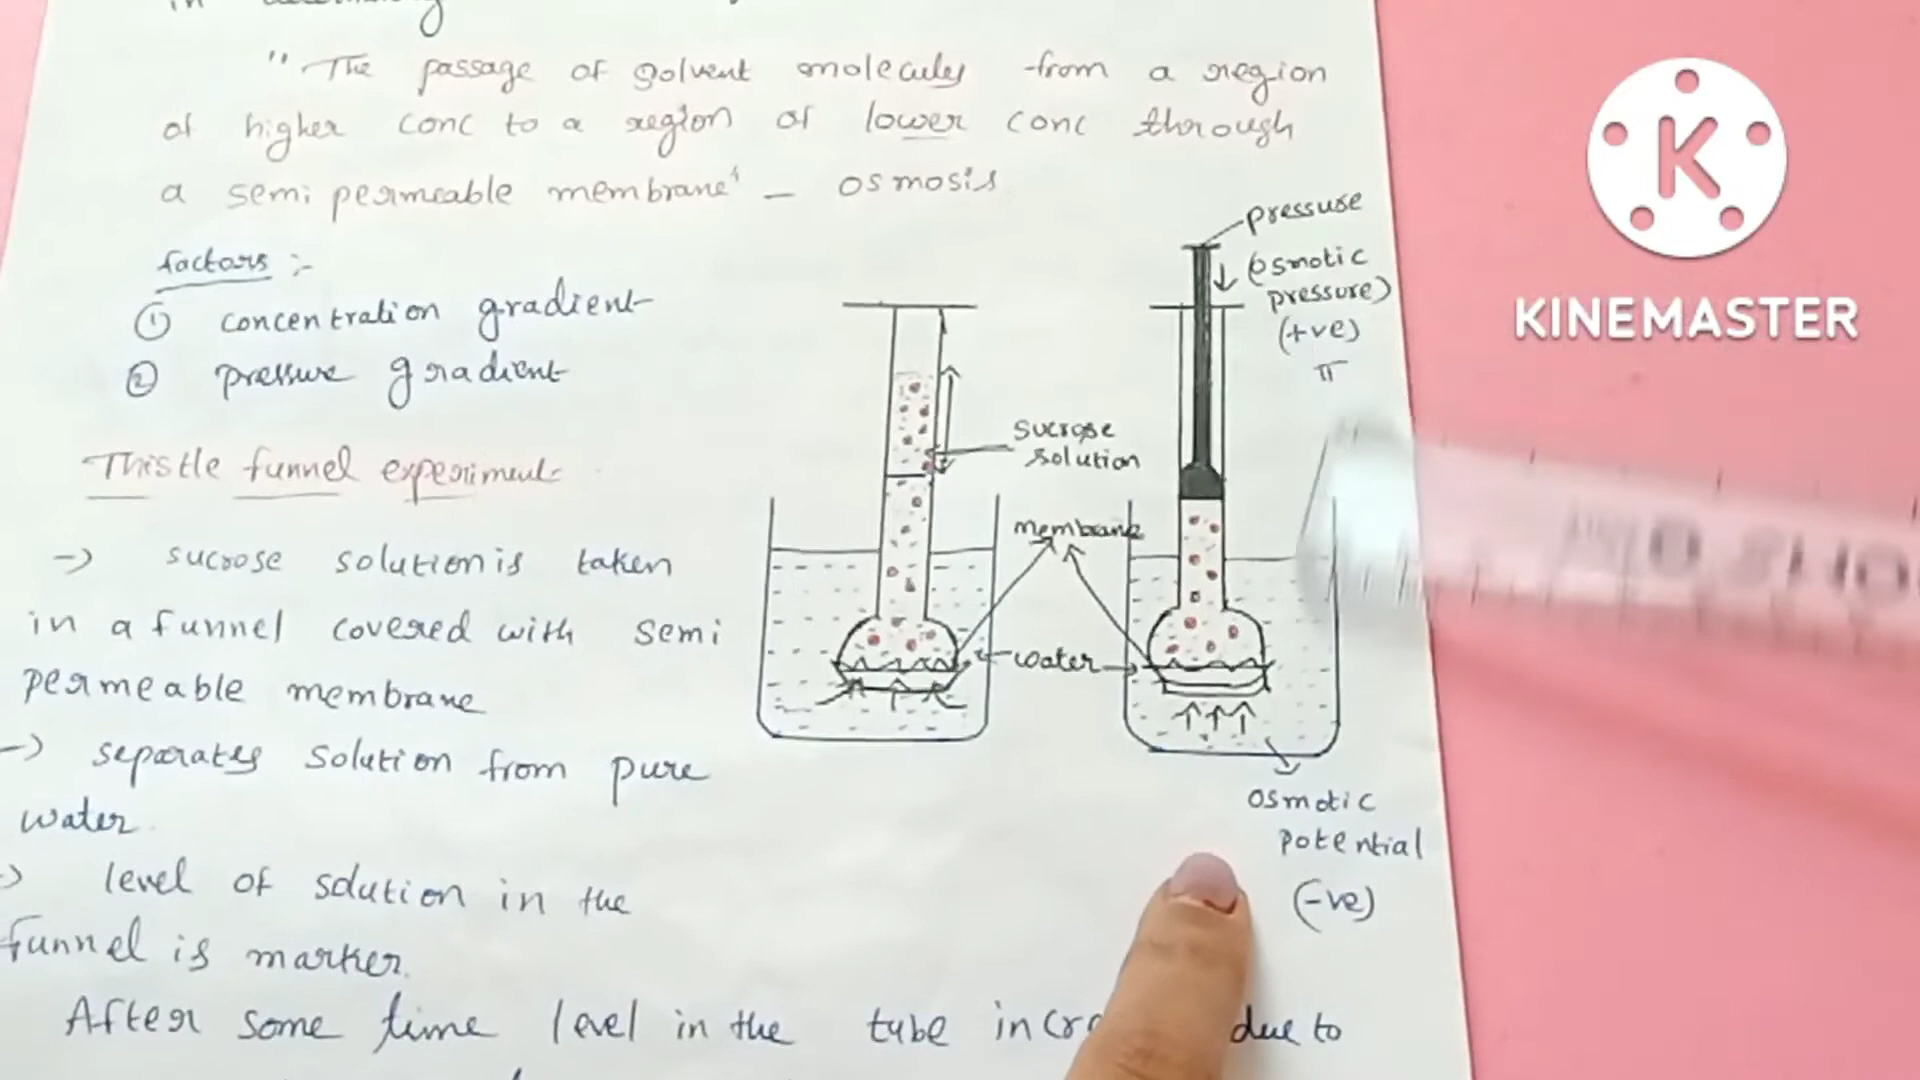 in
" The passage of solvent molecules from a region
of higher conc to a region of lower conc through
a semi permeable membrane" - osmosis
factors :-
① concentration gradient
② pressure gradient
Thistle funnel experiment
-> sucrose solution is taken
in a funnel covered with semi
permeable membrane
-> separates solution from pure
water.
-> level of solution in the
funnel is marker.
After some time level in the tube due to
pressure
(osmotic
pressure)
(+ve)
π
sucrose
solution
membrane
water
osmotic
potential
(-ve)
K
KINEMASTER